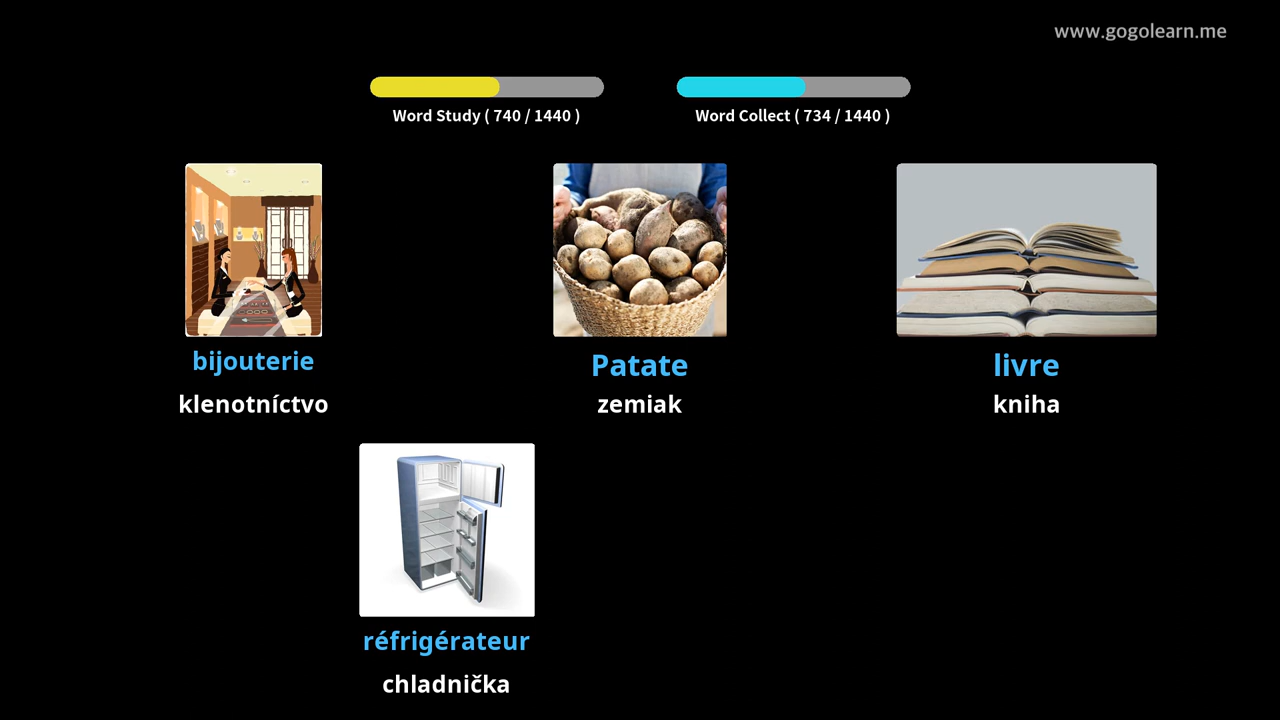 www.gogolearn.me
Word Study ( 740 / 1440 )
Word Collect ( 734 / 1440 )
bijouterie
klenotníctvo
Patate
zemiak
livre
kniha
réfrigérateur
chladnička